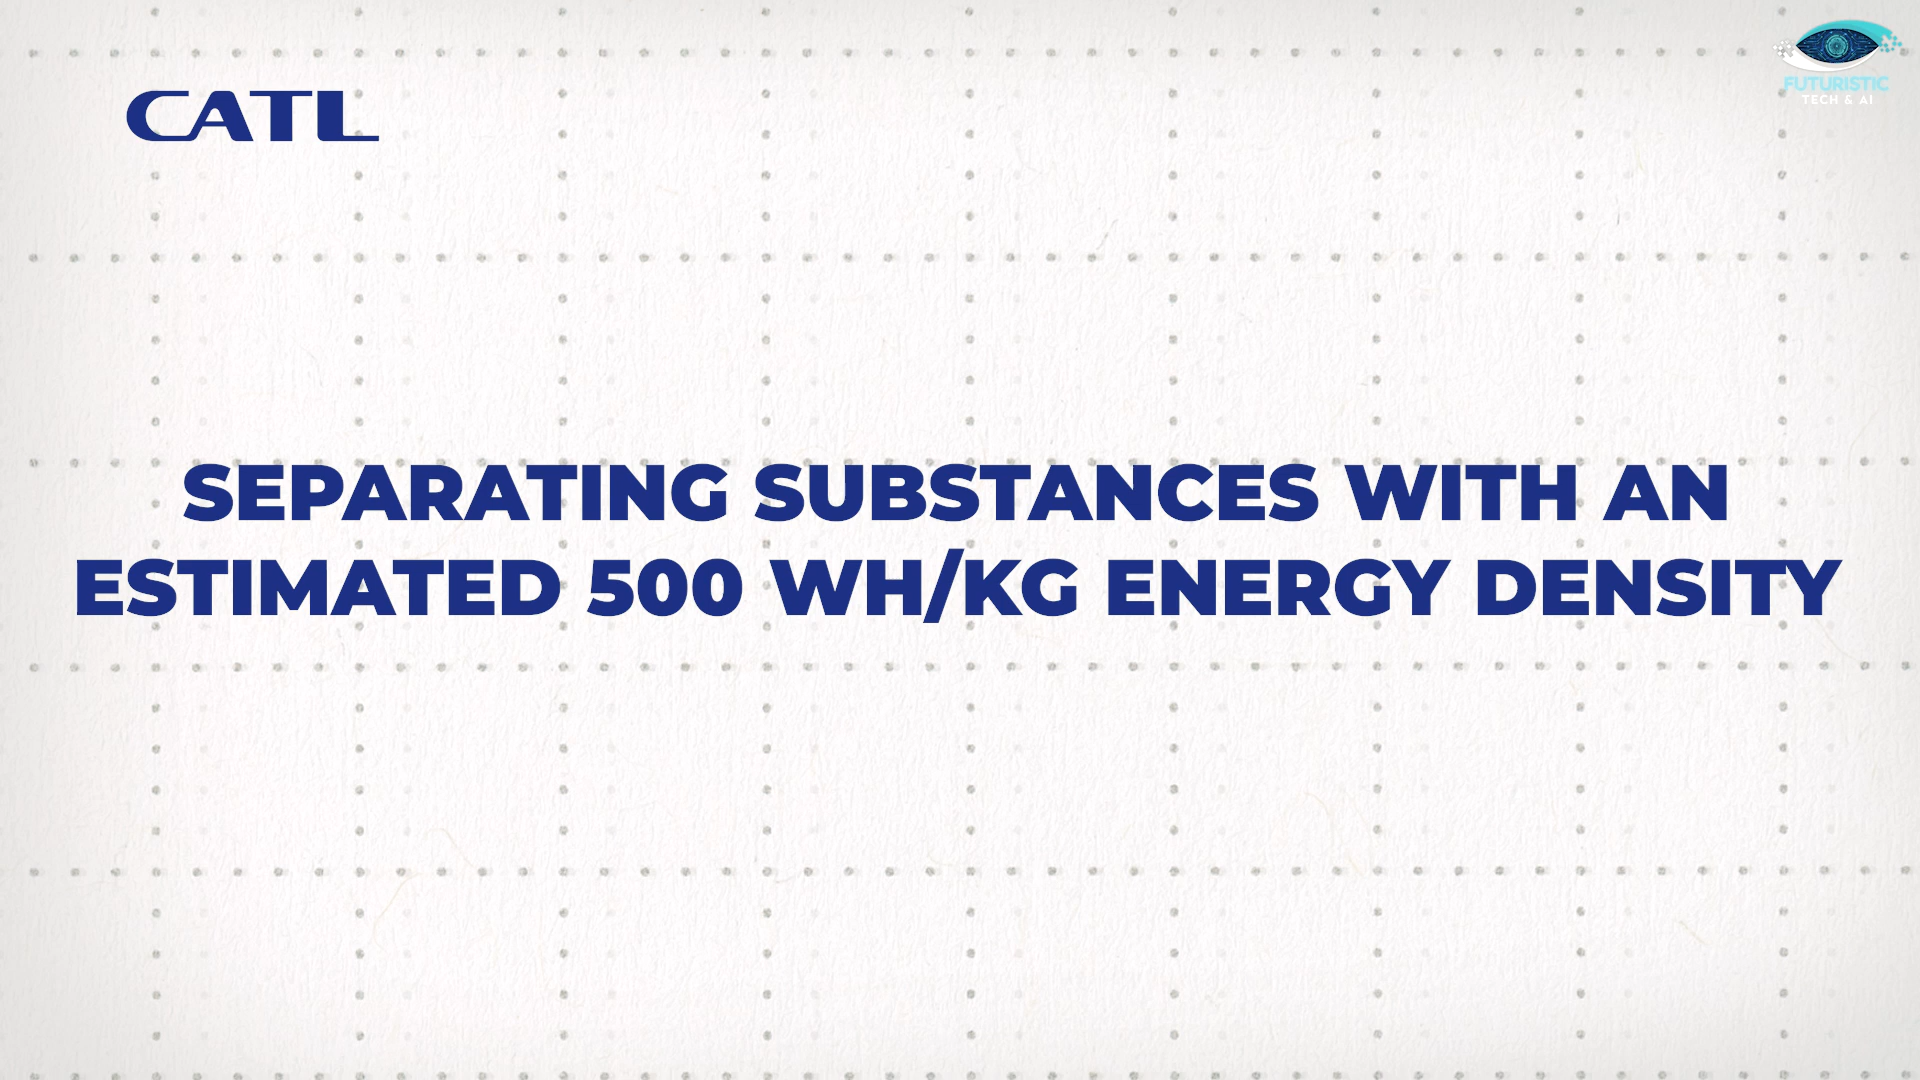 CATL
FUTURISTIC
TECH & AI
SEPARATING SUBSTANCES WITH AN
ESTIMATED 500 WH/KG ENERGY DENSITY